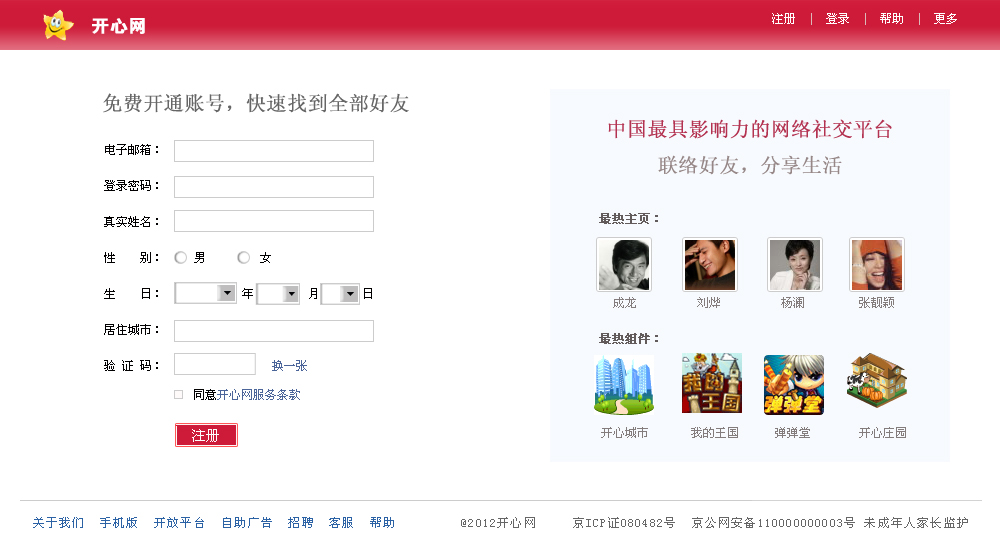 开心网
注册 | 登录 | 帮助 | 更多
免费开通账号，快速找到全部好友
电子邮箱：
登录密码：
真实姓名：
性 别： 男 女
生 日： 年 月 日
居住城市：
验 证 码： 换一张
同意开心网服务条款
注册
中国最具影响力的网络社交平台
联络好友，分享生活
最热主页：
成龙 刘烨 杨澜 张靓颖
最热组件：
我的王国 弹弹堂
开心城市 我的王国 弹弹堂 开心庄园
关于我们 手机版 开放平台 自助广告 招聘 客服 帮助 @2012开心网 京ICP证080482号 京公网安备110000000003号 未成年人家长监护